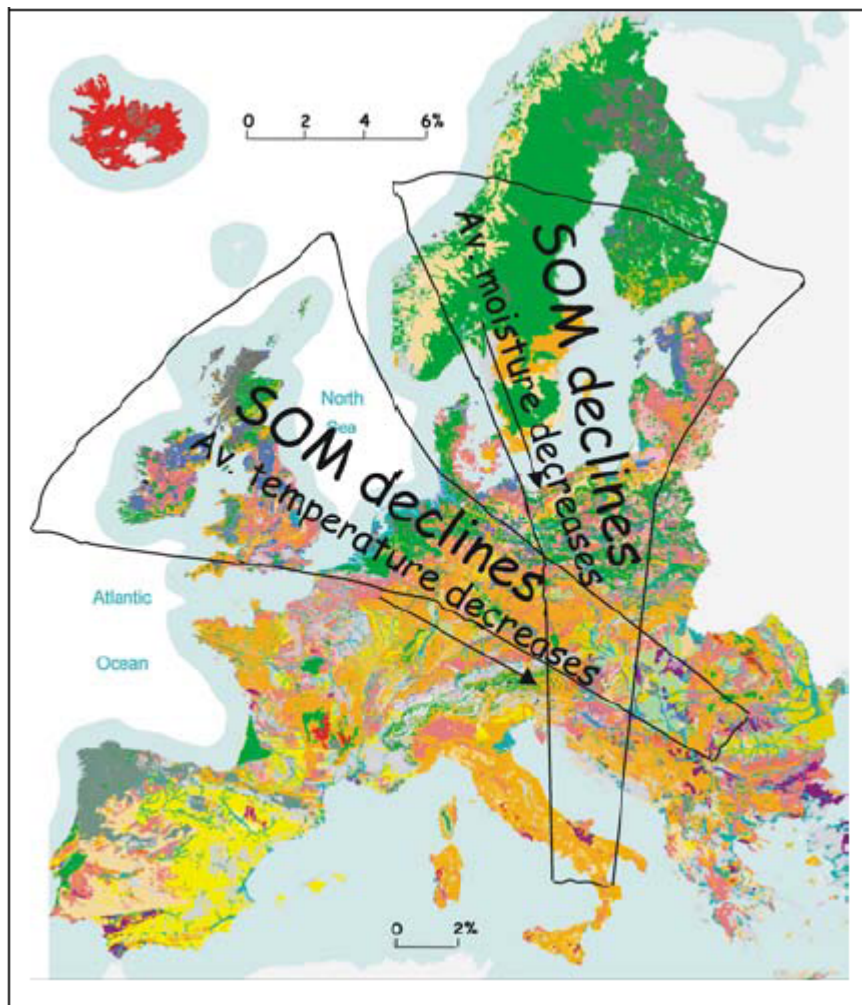 0 2 4 6%
SOM declines
Av. moisture decreases
North
Sea
SOM declines
Av. temperature decreases
Atlantic
Ocean
0 2%